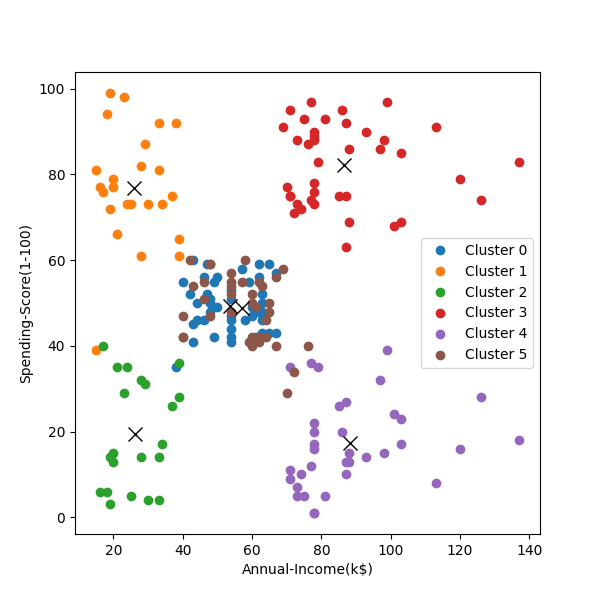 100
80
60
40
20
0
Spending-Score(1-100)
Cluster 0
Cluster 1
Cluster 2
Cluster 3
Cluster 4
Cluster 5
20 40 60 80 100 120 140
Annual-Income(k$)